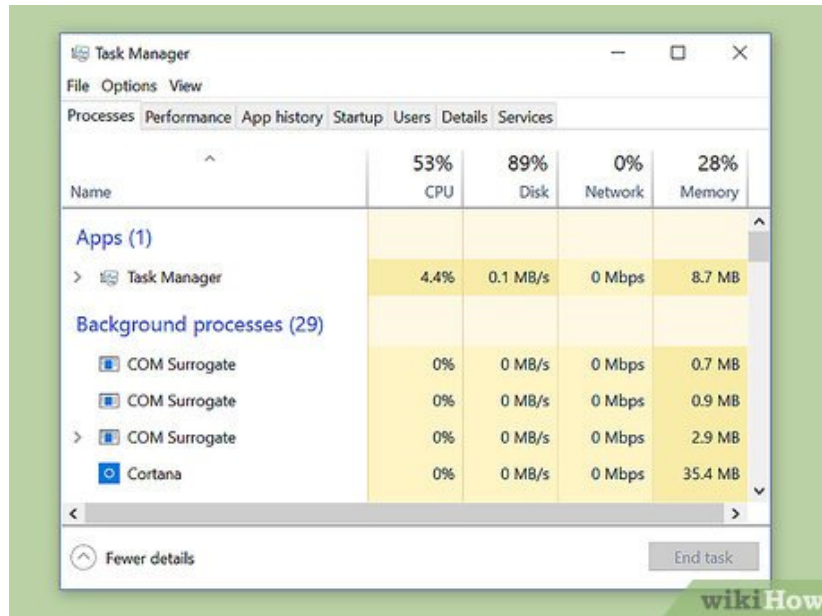 Task Manager
File Options View
Processes Performance App history Startup Users Details Services
53% 89% 0% 28%
Name CPU Disk Network Memory
Apps (1)
Task Manager 4.4% 0.1 MB/s 0 Mbps 8.7 MB
Background processes (29)
COM Surrogate 0% 0 MB/s 0 Mbps 0.7 MB
COM Surrogate 0% 0 MB/s 0 Mbps 0.9 MB
COM Surrogate 0% 0 MB/s 0 Mbps 2.9 MB
Cortana 0% 0 MB/s 0 Mbps 35.4 MB
Fewer details End task
wikiHow